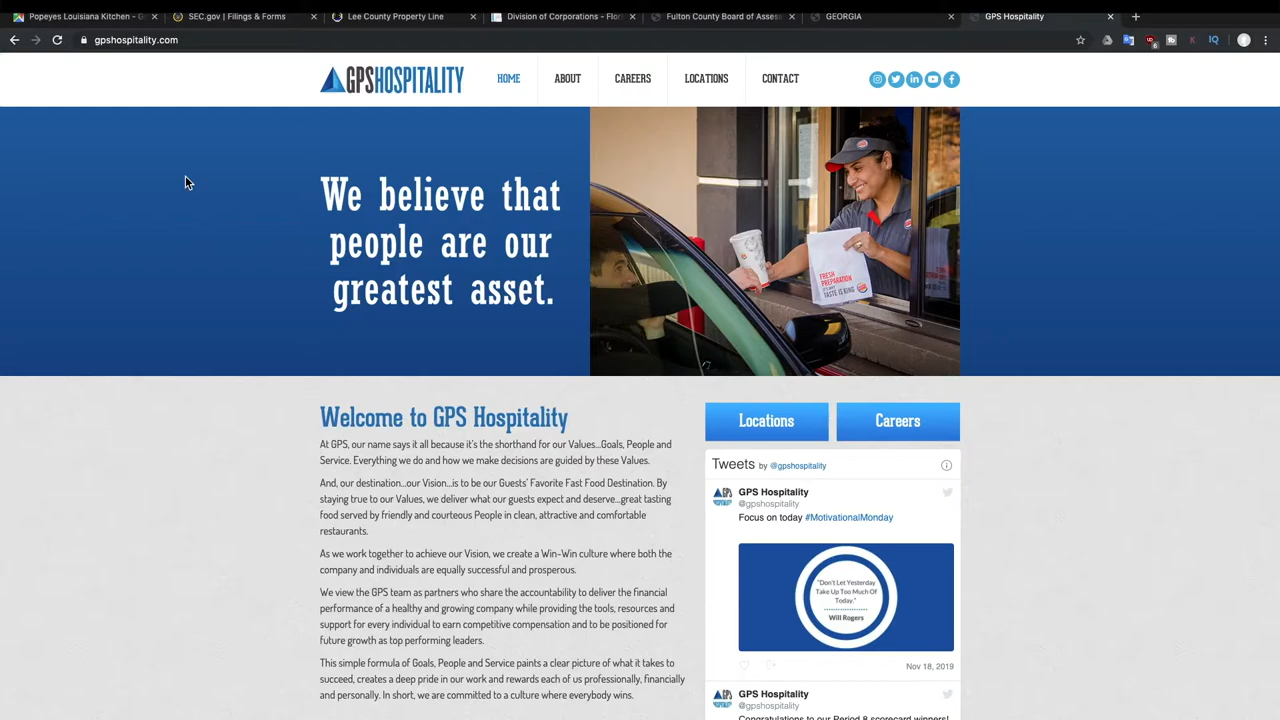 Popeyes Louisiana Kitchen - G
SEC.gov | Filings & Forms
Lee County Property Line
Division of Corporations - Flor
Fulton County Board of Asses
GEORGIA
GPS Hospitality
gpshospitality.com
GPSHOSPITALITY
HOME
ABOUT
CAREERS
LOCATIONS
CONTACT
We believe that
people are our
greatest asset.
FRESH
PREPARATION
TASTE IS KING
Welcome to GPS Hospitality
At GPS, our name says it all because it's the shorthand for our Values...Goals, People and
Service. Everything we do and how we make decisions are guided by these Values.
And, our destination...our Vision...is to be our Guests' Favorite Fast Food Destination. By
staying true to our Values, we deliver what our guests expect and deserve...great tasting
food served by friendly and courteous People in clean, attractive and comfortable
restaurants.
As we work together to achieve our Vision, we create a Win-Win culture where both the
company and individuals are equally successful and prosperous.
We view the GPS team as partners who share the accountability to deliver the financial
performance of a healthy and growing company while providing the tools, resources and
support for every individual to earn competitive compensation and to be positioned for
future growth as top performing leaders.
This simple formula of Goals, People and Service paints a clear picture of what it takes to
succeed, creates a deep pride in our work and rewards each of us professionally, financially
and personally. In short, we are committed to a culture where everybody wins.
Locations
Careers
Tweets by @gpshospitality
GPS Hospitality
@gpshospitality
Focus on today #MotivationalMonday
"Don't Let Yesterday
Take Up Too Much Of
Today."
Will Rogers
Nov 18, 2019
GPS Hospitality
@gpshospitality
Congratulations to our Period 8 scorecard winners!